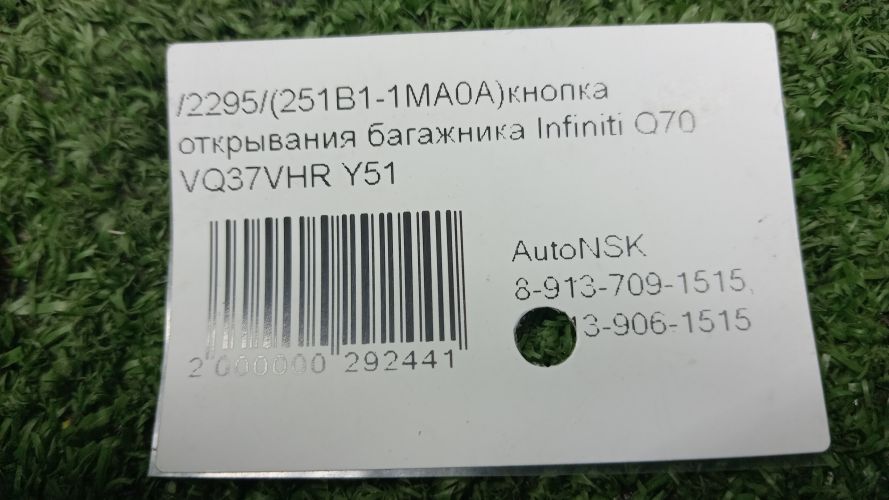 /2295/(251B1-1MA0A)кнопка
открывания багажника Infiniti Q70
VQ37VHR Y51
AutoNSK
8-913-709-1515,
13-906-1515
2 000000 292441